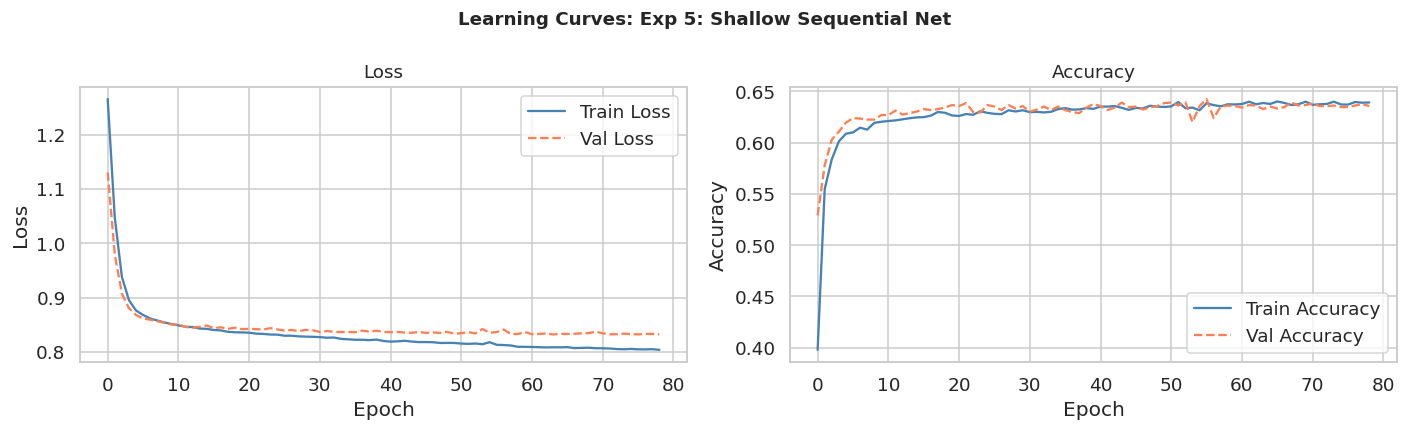 Learning Curves: Exp 5: Shallow Sequential Net
Loss
Train Loss
Val Loss
1.2
1.1
1.0
0.9
0.8
Loss
0 10 20 30 40 50 60 70 80
Epoch
Accuracy
0.65
0.60
0.55
0.50
0.45
0.40
Accuracy
Train Accuracy
Val Accuracy
0 10 20 30 40 50 60 70 80
Epoch